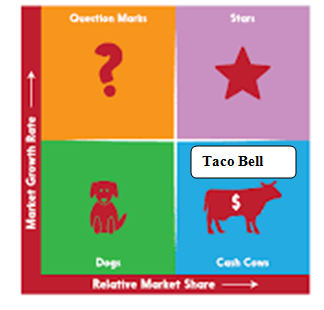 Question Marks
Stars
Market Growth Rate
Taco Bell
$
Dogs
Cash Cows
Relative Market Share